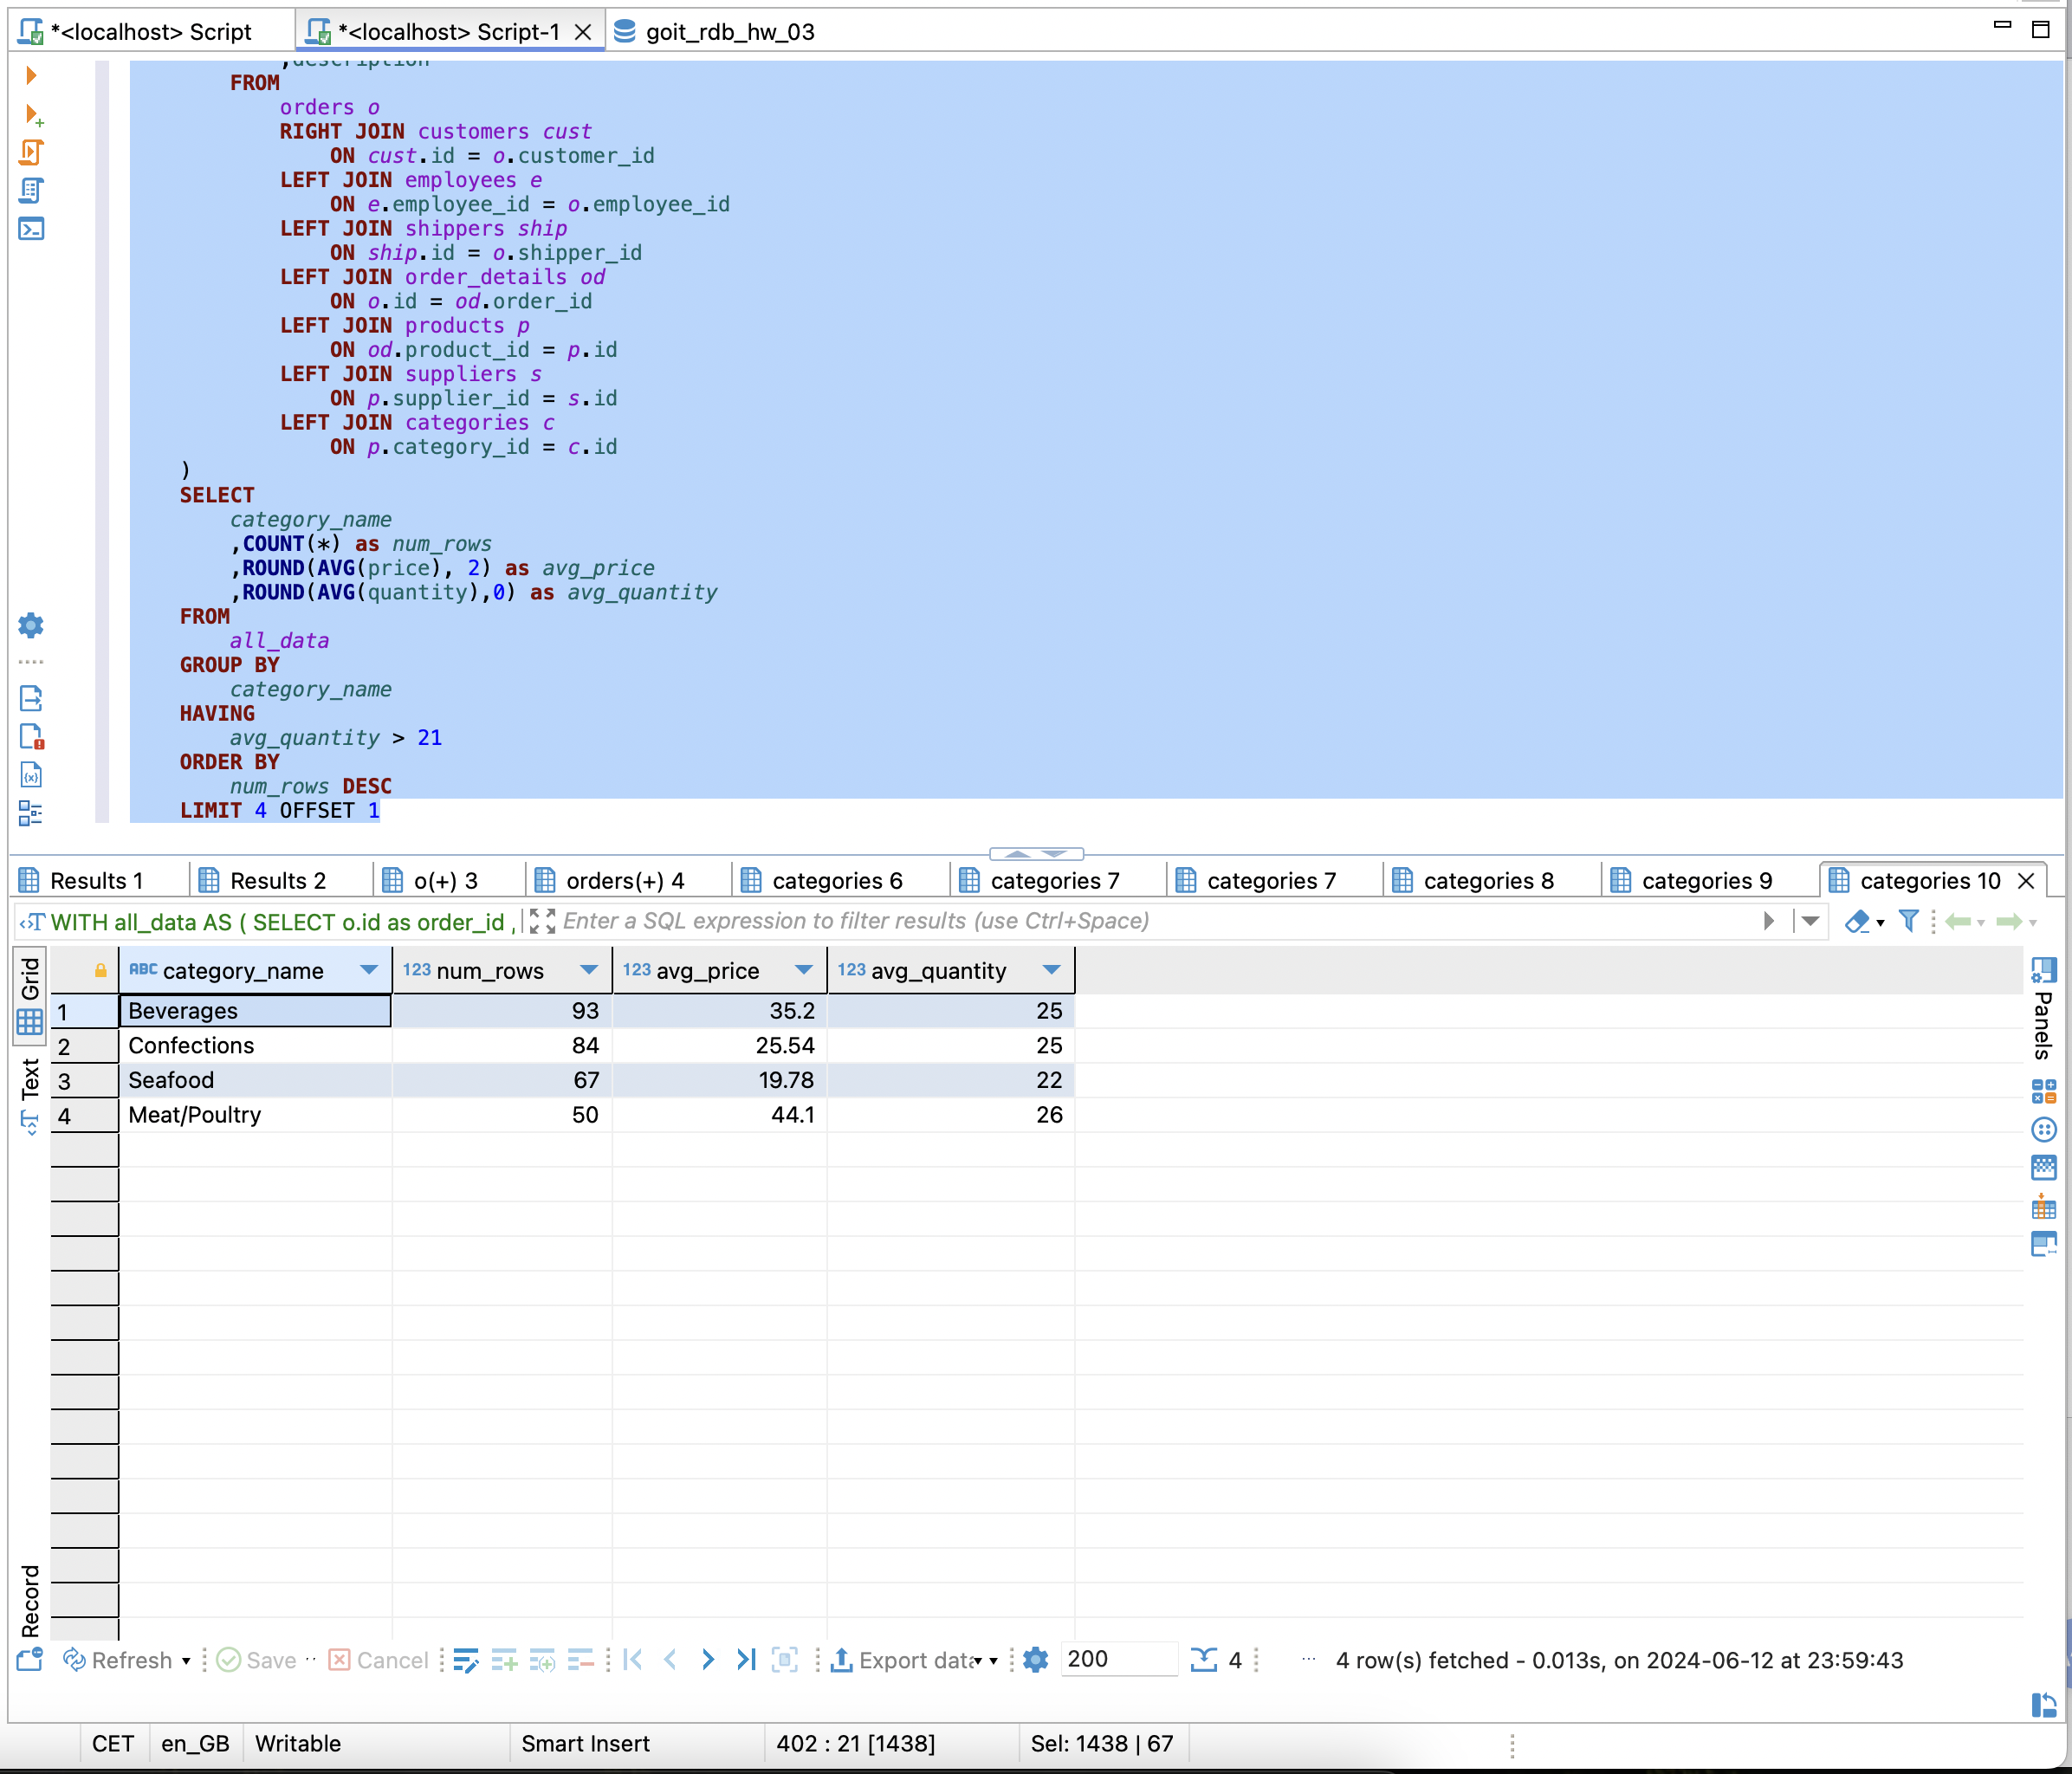 *<localhost> Script
*<localhost> Script-1
goit_rdb_hw_03
,description
FROM
orders o
RIGHT JOIN customers cust
ON cust.id = o.customer_id
LEFT JOIN employees e
ON e.employee_id = o.employee_id
LEFT JOIN shippers ship
ON ship.id = o.shipper_id
LEFT JOIN order_details od
ON o.id = od.order_id
LEFT JOIN products p
ON od.product_id = p.id
LEFT JOIN suppliers s
ON p.supplier_id = s.id
LEFT JOIN categories c
ON p.category_id = c.id
)
SELECT
category_name
,COUNT(*) as num_rows
,ROUND(AVG(price), 2) as avg_price
,ROUND(AVG(quantity),0) as avg_quantity
FROM
all_data
GROUP BY
category_name
HAVING
avg_quantity > 21
ORDER BY
num_rows DESC
LIMIT 4 OFFSET 1
Results 1
Results 2
o(+) 3
orders(+) 4
categories 6
categories 7
categories 7
categories 8
categories 9
categories 10
WITH all_data AS ( SELECT o.id as order_id ,
Enter a SQL expression to filter results (use Ctrl+Space)
Grid
Text
Record
Panels
ABC category_name 123 num_rows 123 avg_price 123 avg_quantity
1 Beverages 93 35.2 25
2 Confections 84 25.54 25
3 Seafood 67 19.78 22
4 Meat/Poultry 50 44.1 26
Refresh Save Cancel Export data 200 4 4 row(s) fetched - 0.013s, on 2024-06-12 at 23:59:43
CET en_GB Writable Smart Insert 402 : 21 [1438] Sel: 1438 | 67